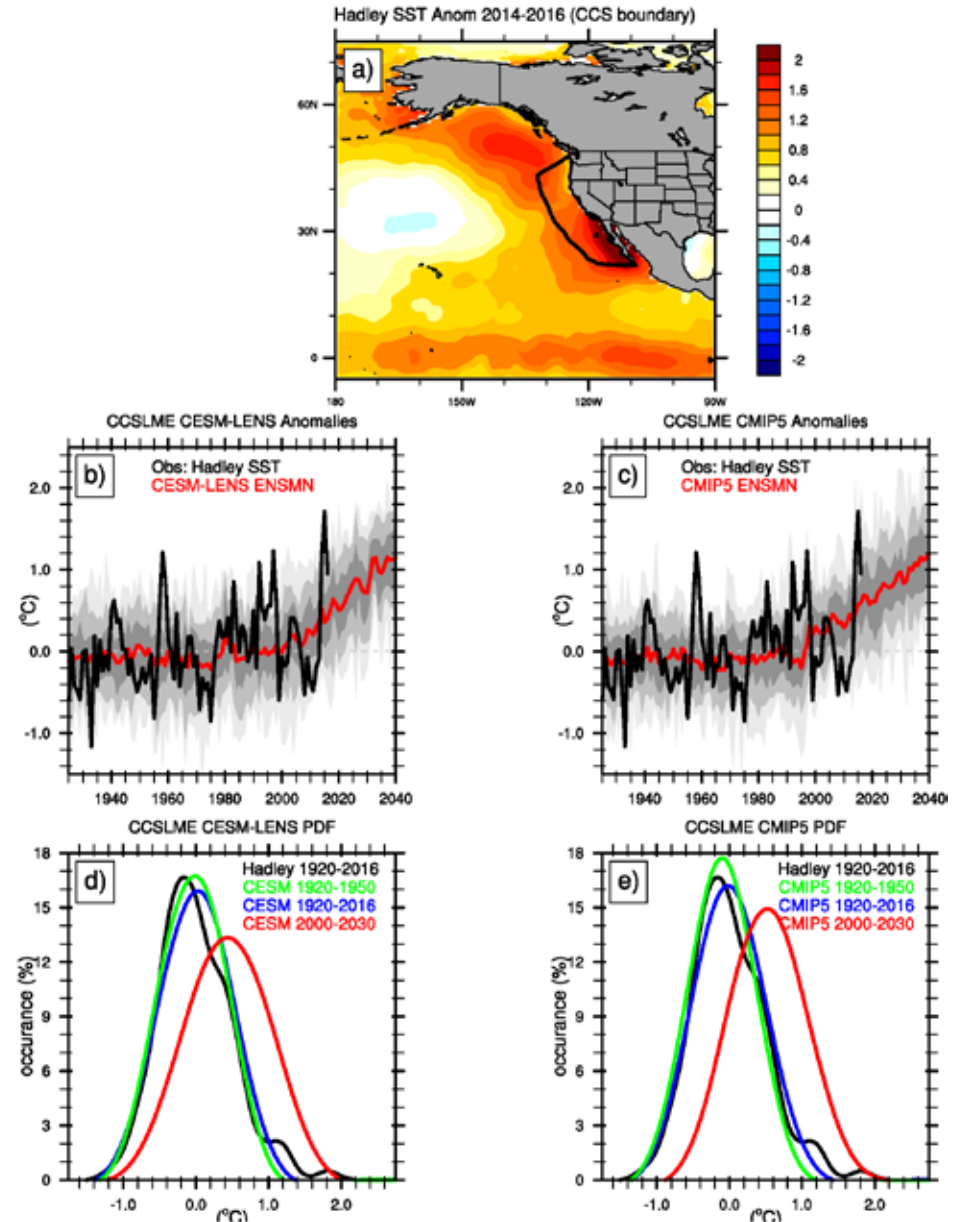 Hadley SST Anom 2014-2016 (CCS boundary)
a)
60N
30N
0
180
150W
120W
90W
2
1.6
1.2
0.8
0.4
0
-0.4
-0.8
-1.2
-1.6
-2
CCSLME CESM-LENS Anomalies
b)
Obs: Hadley SST
CESM-LENS ENSMN
2.0
1.0
0.0
-1.0
(ºC)
1940 1960 1980 2000 2020 2040
CCSLME CMIP5 Anomalies
c)
Obs: Hadley SST
CMIP5 ENSMN
2.0
1.0
0.0
-1.0
(ºC)
1940 1960 1980 2000 2020 2040
CCSLME CESM-LENS PDF
d)
Hadley 1920-2016
CESM 1920-1950
CESM 1920-2016
CESM 2000-2030
18
15
12
9
6
3
0
occurance (%)
-1.0 0.0 1.0 2.0
(ºC)
CCSLME CMIP5 PDF
e)
Hadley 1920-2016
CMIP5 1920-1950
CMIP5 1920-2016
CMIP5 2000-2030
18
15
12
9
6
3
0
occurance (%)
-1.0 0.0 1.0 2.0
(ºC)